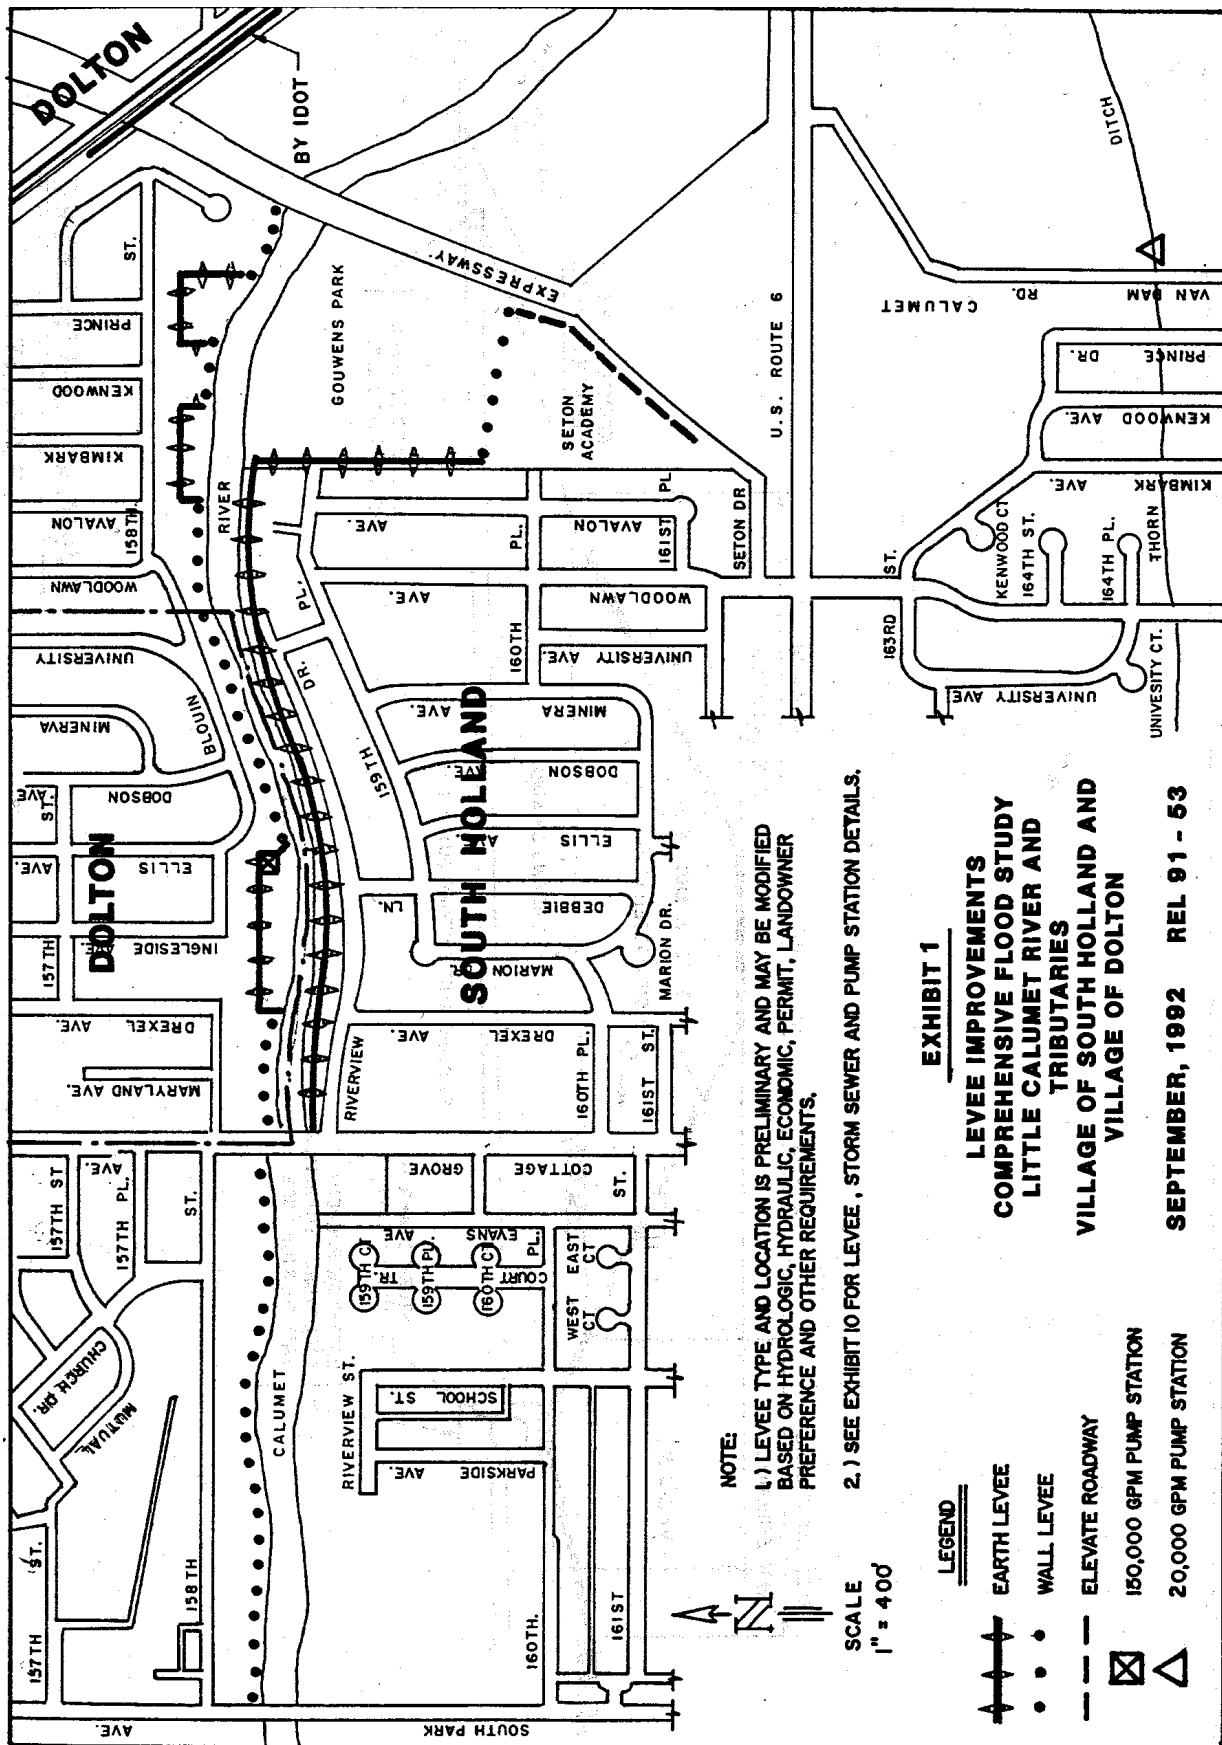 DOLTON
BY IDOT
ST.
PRINCE
KENWOOD
KIMBARK
AVALON
158TH.
WOODLAWN
UNIVERSITY
MINERVA
BLOUIN
DOBSON
AVE
ST.
ELLIS
AVE.
DOLTON
INGLESIDE AVE.
157TH
DREXEL AVE.
MARYLAND AVE.
157TH ST
AVE.
157TH PL.
ST.
CHURCH DR.
MUTUAL
ST.
157TH
158TH
AVE.
RIVER
CALUMET
GOUWENS PARK
EXPRESSWAY
SETON
ACADEMY
U.S. ROUTE 6
CALUMET
RD.
VAN DAM
DITCH
PRINCE DR.
KENWOOD AVE.
KIMBARK AVE.
THORN
KENWOOD CT
164TH ST.
164TH PL.
UNIVESITY CT.
UNIVERSITY AVE
163RD
ST.
SETON DR
161ST PL.
AVALON
AVE.
PL.
160TH
WOODLAWN
AVE.
UNIVERSITY AVE.
PL.
DR.
159TH
MINERA
AVE.
DOBSON
AVE.
ELLIS
AVE.
SOUTH HOLLAND
LN.
DEBBIE
MARION DR.
MARION DR.
RIVERVIEW
DREXEL
AVE.
160TH PL.
161ST ST.
COTTAGE GROVE
ST.
EVANS AVE
PL.
COURT
TR.
159TH CT
159TH PL.
160TH CT
EAST
CT
WEST
CT
RIVERVIEW ST.
SCHOOL ST.
PARKSIDE AVE.
160TH.
161ST
SOUTH PARK
NOTE:
1.) LEVEE TYPE AND LOCATION IS PRELIMINARY AND MAY BE MODIFIED
BASED ON HYDROLOGIC, HYDRAULIC, ECONOMIC, PERMIT, LANDOWNER
PREFERENCE AND OTHER REQUIREMENTS.
2.) SEE EXHIBIT 10 FOR LEVEE, STORM SEWER AND PUMP STATION DETAILS.
N
SCALE
1" = 400'
EXHIBIT 1
LEVEE IMPROVEMENTS
COMPREHENSIVE FLOOD STUDY
LITTLE CALUMET RIVER AND
TRIBUTARIES
VILLAGE OF SOUTH HOLLAND AND
VILLAGE OF DOLTON
SEPTEMBER, 1992 REL 91-53
LEGEND
EARTH LEVEE
WALL LEVEE
ELEVATE ROADWAY
150,000 GPM PUMP STATION
20,000 GPM PUMP STATION